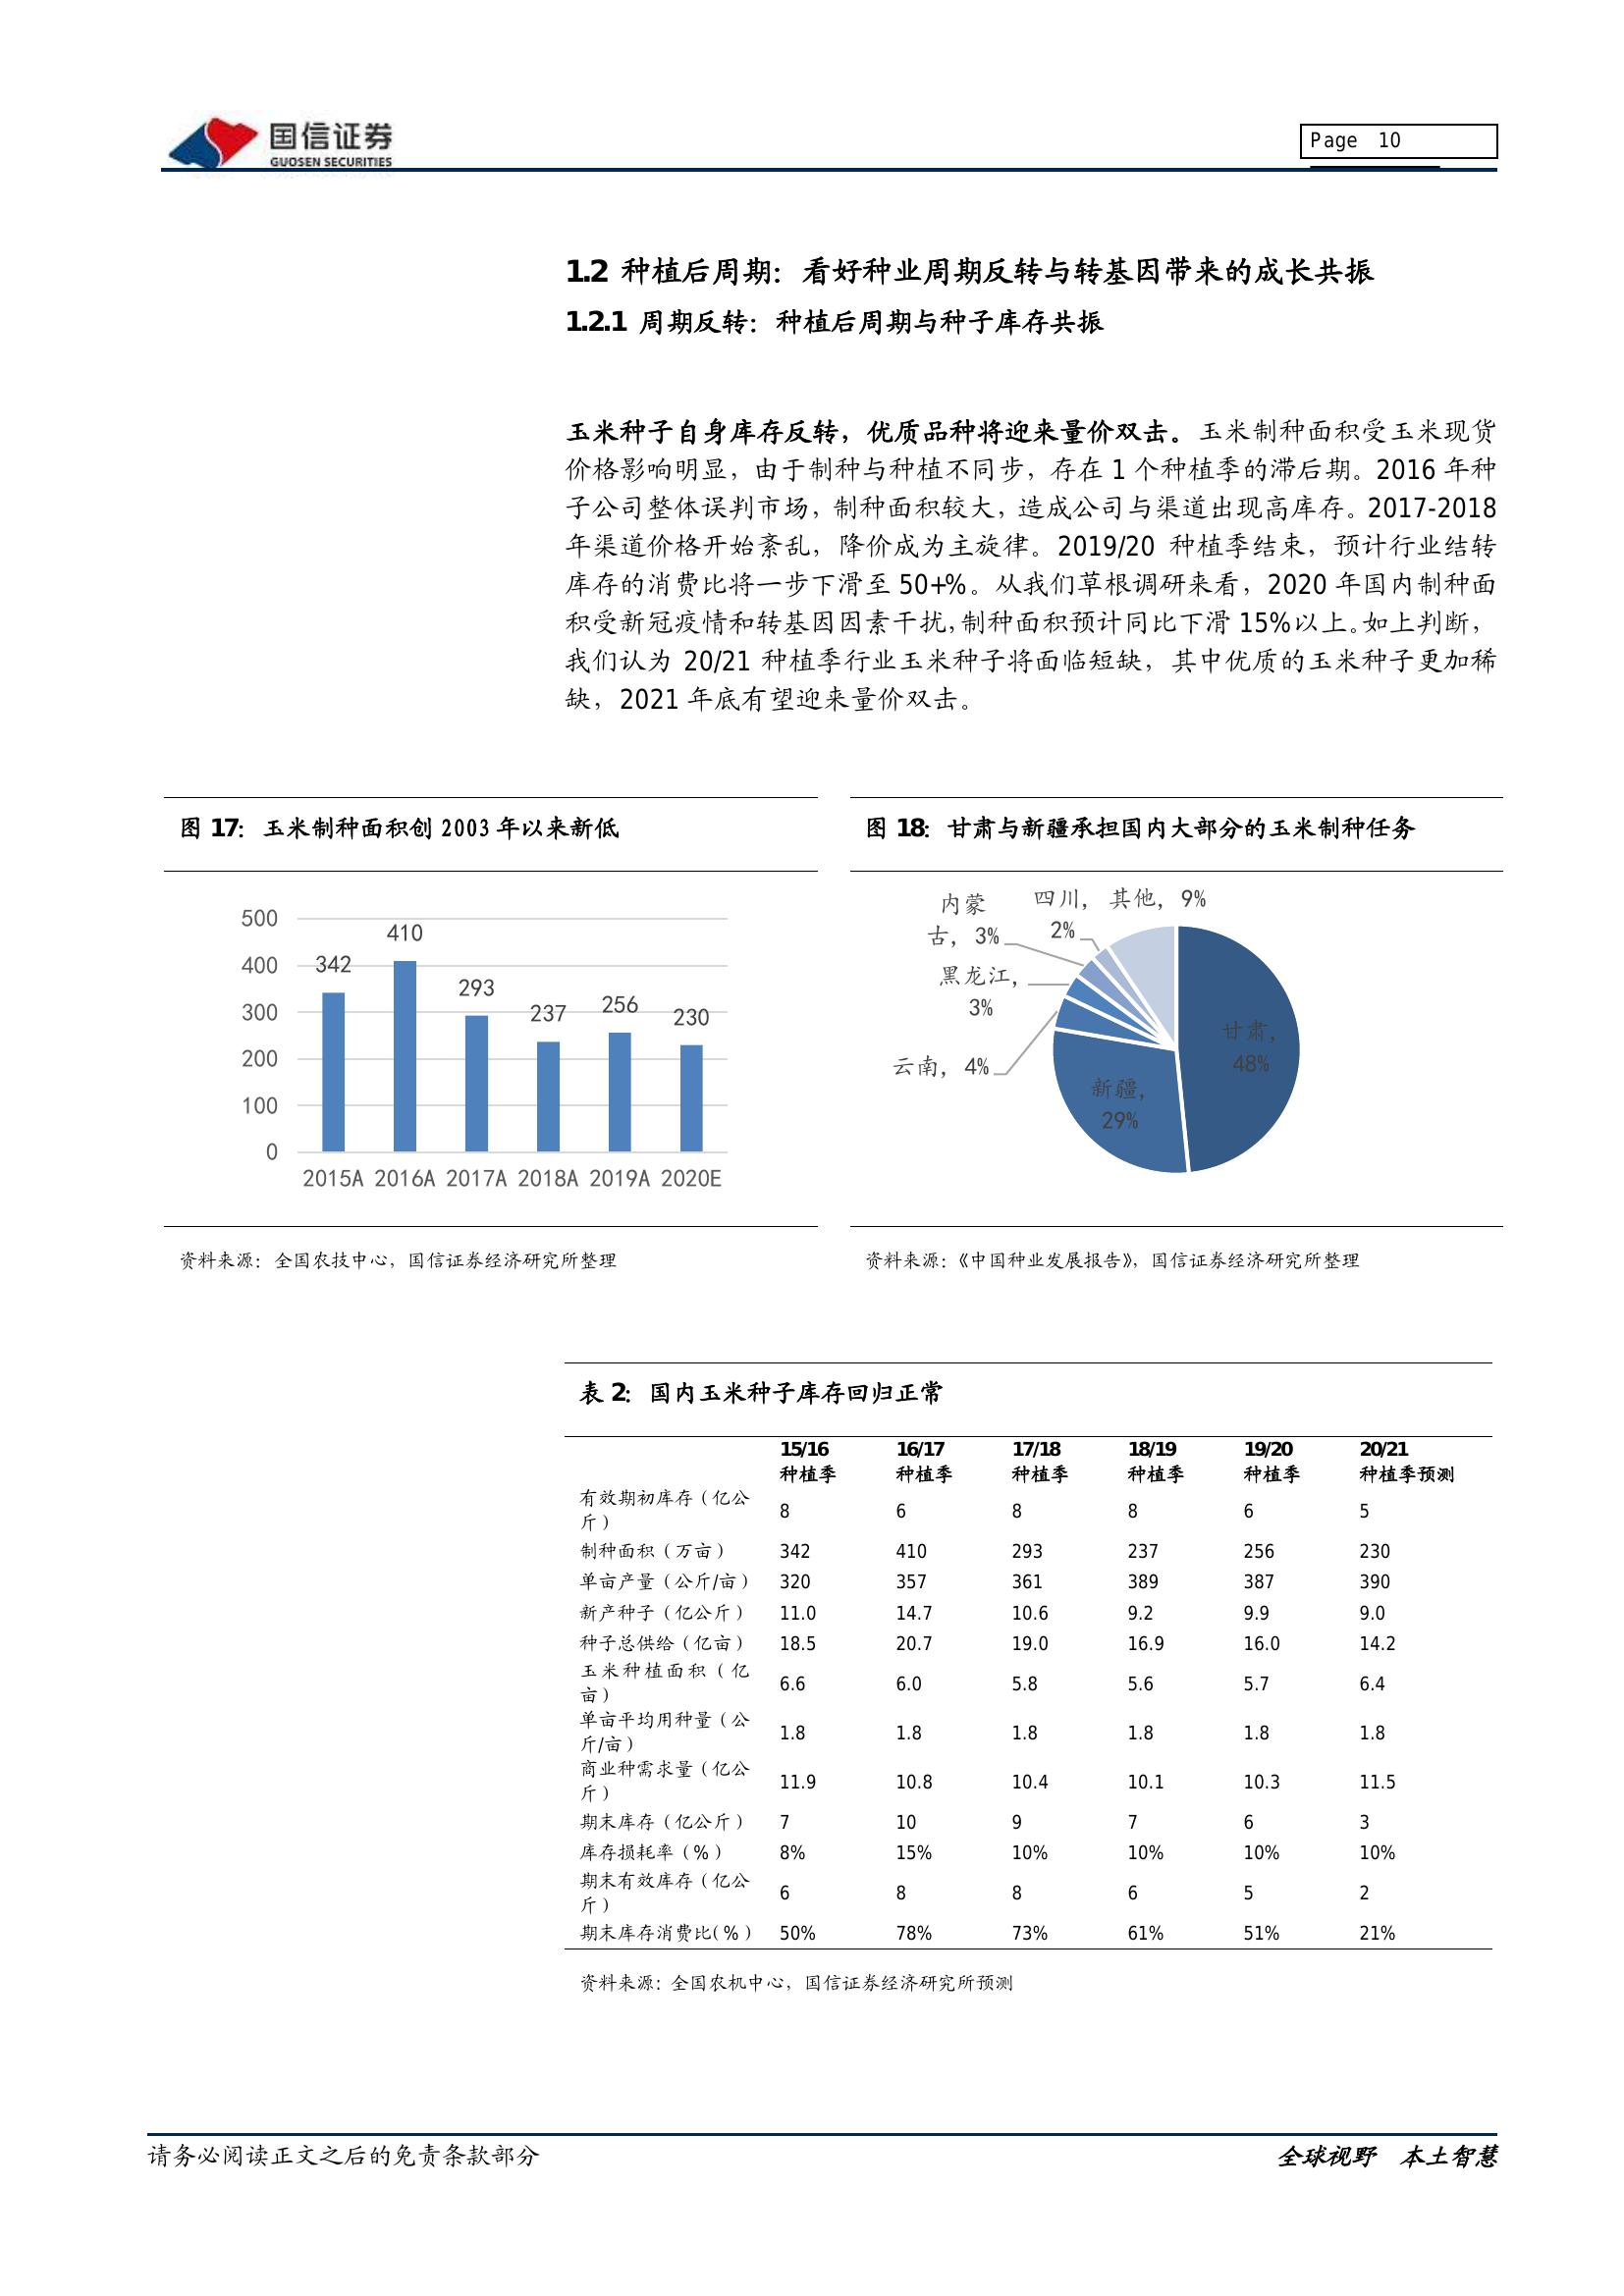 国信证券
GUOSEN SECURITIES
Page 10
1.2 种植后周期：看好种业周期反转与转基因带来的成长共振
1.2.1 周期反转：种植后周期与种子库存共振
玉米种子自身库存反转，优质品种将迎来量价双击。玉米制种面积受玉米现货
价格影响明显，由于制种与种植不同步，存在 1 个种植季的滞后期。2016 年种
子公司整体误判市场，制种面积较大，造成公司与渠道出现高库存。2017-2018
年渠道价格开始紊乱，降价成为主旋律。2019/20 种植季结束，预计行业结转
库存的消费比将一步下滑至 50+%。从我们草根调研来看，2020 年国内制种面
积受新冠疫情和转基因因素干扰，制种面积预计同比下滑 15%以上。如上判断，
我们认为 20/21 种植季行业玉米种子将面临短缺，其中优质的玉米种子更加稀
缺，2021 年底有望迎来量价双击。
图 17：玉米制种面积创 2003 年以来新低
500
400
300
200
100
0
342
410
293
237
256
230
2015A 2016A 2017A 2018A 2019A 2020E
资料来源：全国农技中心，国信证券经济研究所整理
图 18：甘肃与新疆承担国内大部分的玉米制种任务
内蒙
古，3%
四川，
2%
其他，9%
黑龙江，
3%
云南，4%
新疆，
29%
甘肃，
48%
资料来源：《中国种业发展报告》，国信证券经济研究所整理
表 2：国内玉米种子库存回归正常
15/16 16/17 17/18 18/19 19/20 20/21
种植季 种植季 种植季 种植季 种植季 种植季预测
有效期初库存（亿公
斤） 8 6 8 8 6 5
制种面积（万亩） 342 410 293 237 256 230
单亩产量（公斤/亩） 320 357 361 389 387 390
新产种子（亿公斤） 11.0 14.7 10.6 9.2 9.9 9.0
种子总供给（亿亩） 18.5 20.7 19.0 16.9 16.0 14.2
玉米种植面积（亿
亩） 6.6 6.0 5.8 5.6 5.7 6.4
单亩平均用种量（公
斤/亩） 1.8 1.8 1.8 1.8 1.8 1.8
商业种需求量（亿公
斤） 11.9 10.8 10.4 10.1 10.3 11.5
期末库存（亿公斤） 7 10 9 7 6 3
库存损耗率（%） 8% 15% 10% 10% 10% 10%
期末有效库存（亿公
斤） 6 8 8 6 5 2
期末库存消费比(%) 50% 78% 73% 61% 51% 21%
资料来源：全国农机中心，国信证券经济研究所预测
请务必阅读正文之后的免责条款部分
全球视野 本土智慧